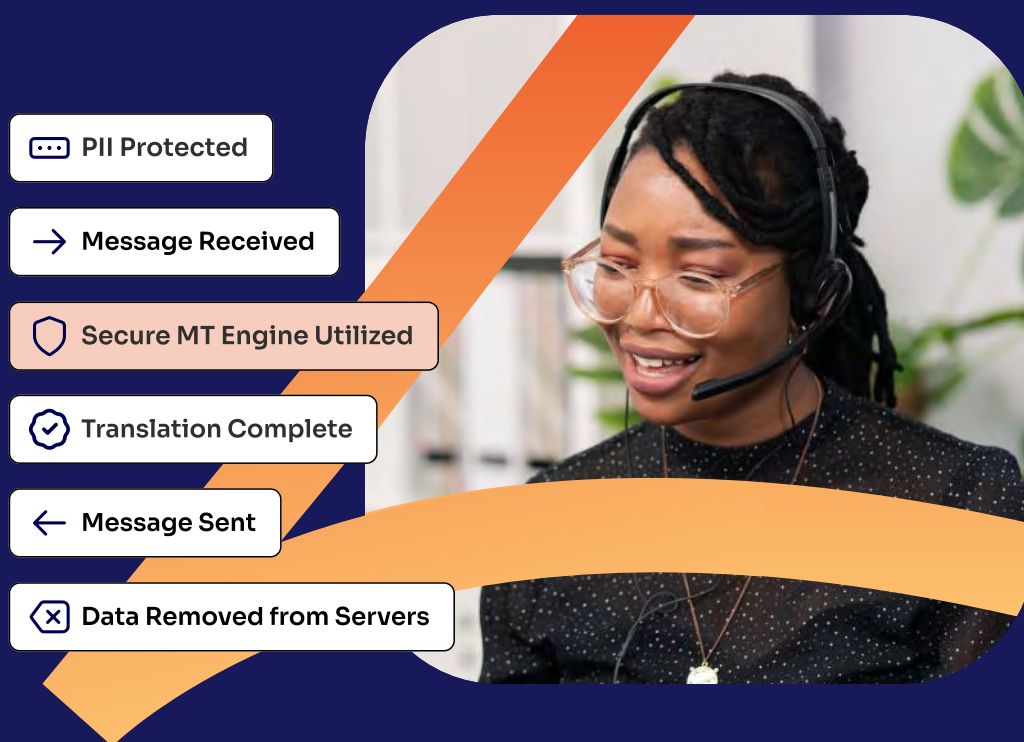 PII Protected
Message Received
Secure MT Engine Utilized
Translation Complete
Message Sent
Data Removed from Servers